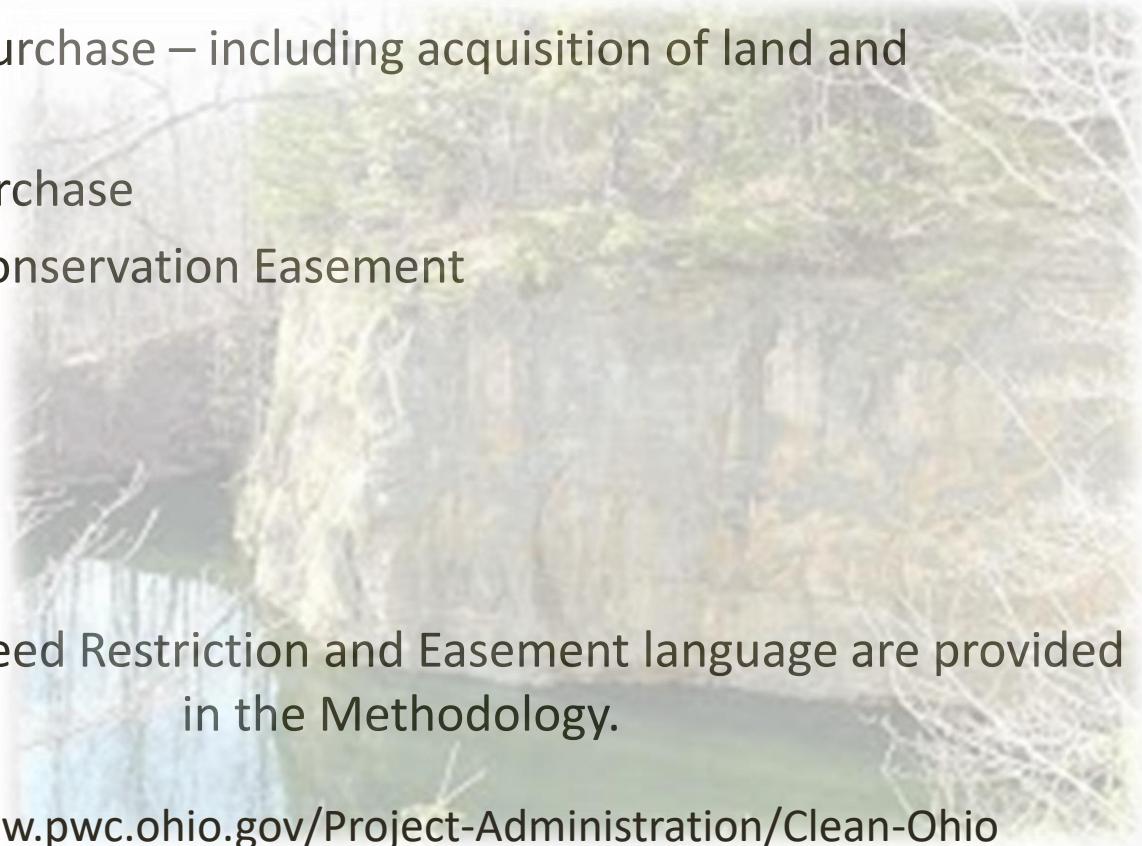 urchase – including acquisition of land and
rchase
onservation Easement
eed Restriction and Easement language are provided
in the Methodology.
w.pwc.ohio.gov/Project-Administration/Clean-Ohio